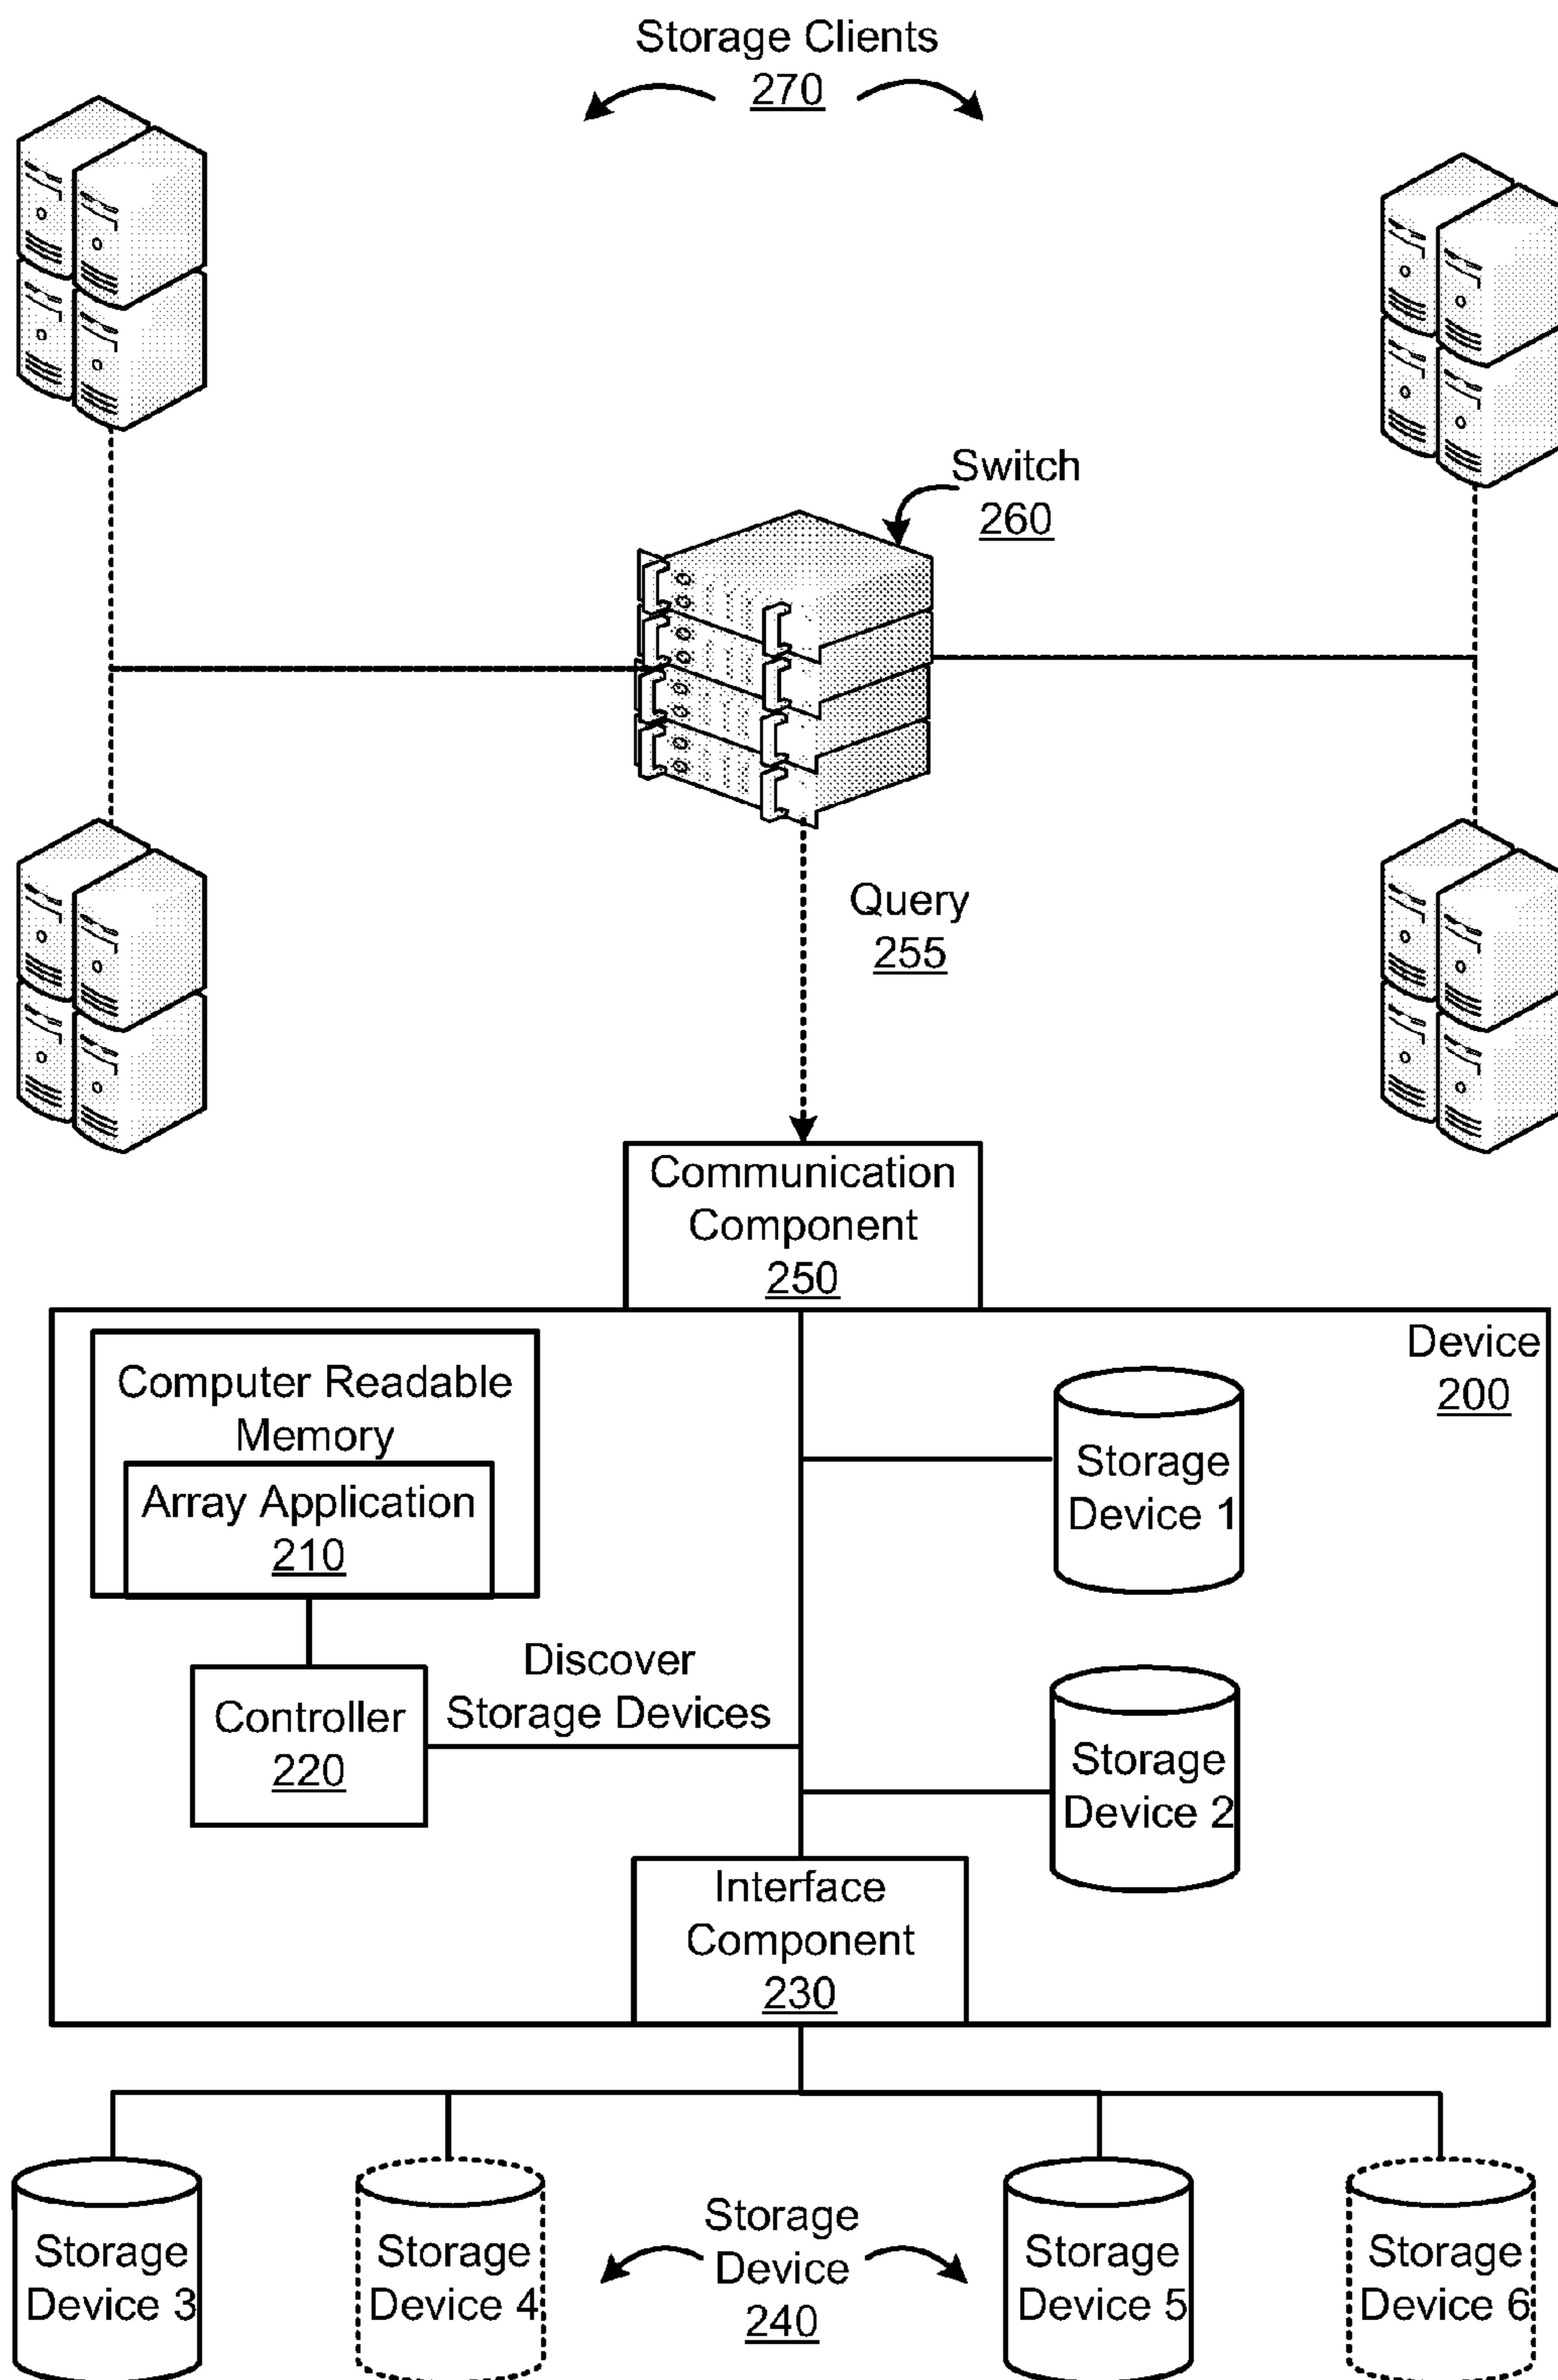 Storage Clients
270
Switch
260
Query
255
Communication
Component
250
Device
200
Computer Readable
Memory
Array Application
210
Storage
Device 1
Discover
Storage Devices
Controller
220
Storage
Device 2
Interface
Component
230
Storage
Device 3
Storage
Device 4
Storage
Device
240
Storage
Device 5
Storage
Device 6